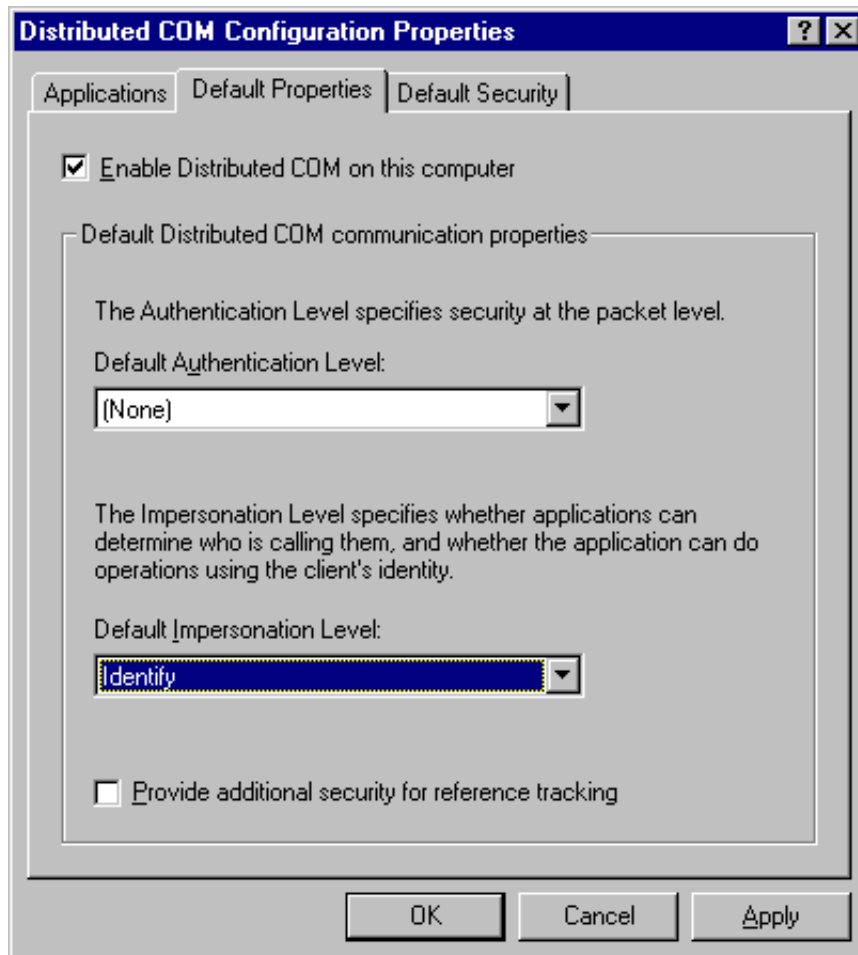 Distributed COM Configuration Properties
Applications
Default Properties
Default Security
Enable Distributed COM on this computer
Default Distributed COM communication properties
The Authentication Level specifies security at the packet level.
Default Authentication Level:
(None)
The Impersonation Level specifies whether applications can
determine who is calling them, and whether the application can do
operations using the client's identity.
Default Impersonation Level:
Identify
Provide additional security for reference tracking
OK
Cancel
Apply